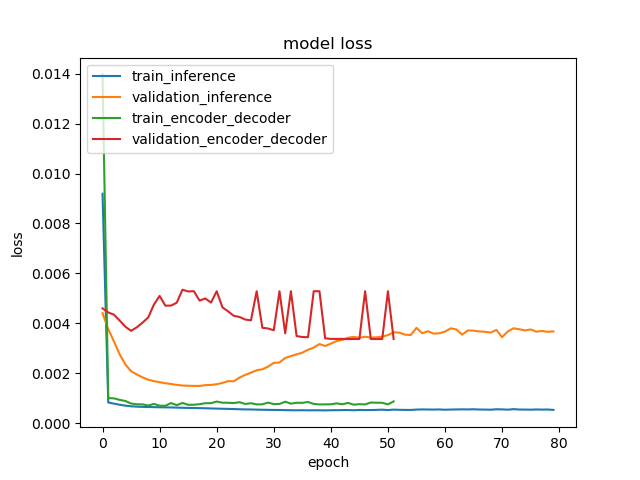 model loss
train_inference
validation_inference
train_encoder_decoder
validation_encoder_decoder
0.014
0.012
0.010
0.008
0.006
0.004
0.002
0.000
loss
0 10 20 30 40 50 60 70 80
epoch